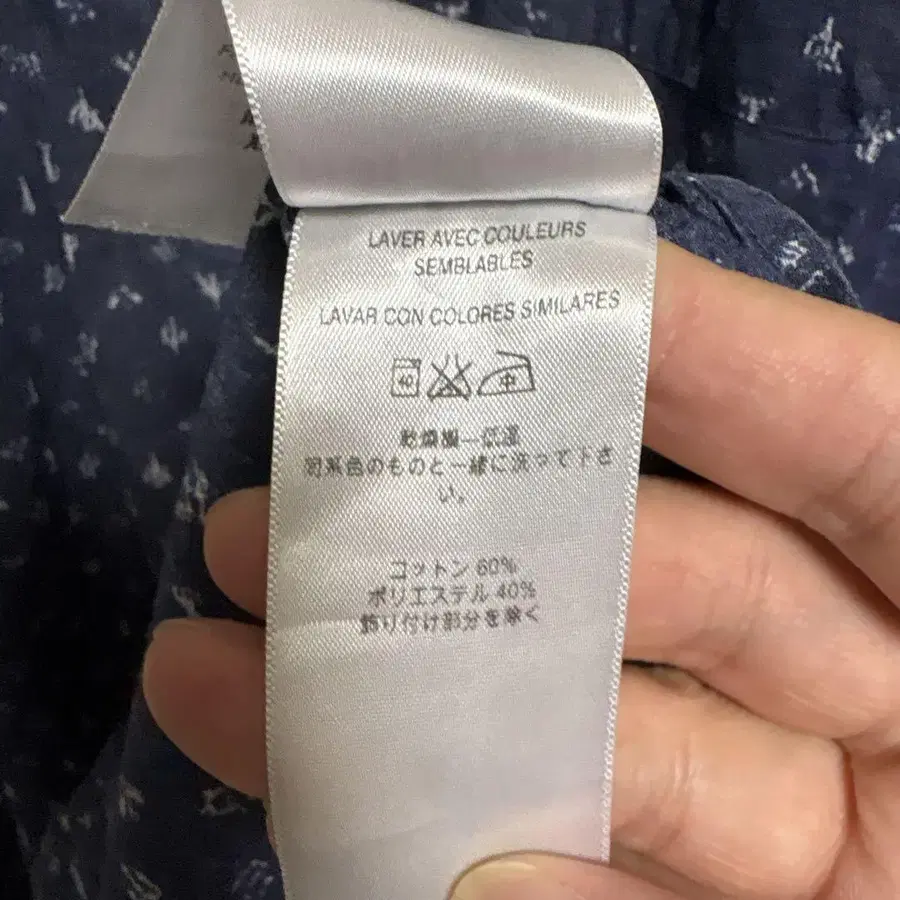 LAVER AVEC COULEURS
SEMBLABLES
LAVAR CON COLORES SIMILARES
40 中
乾燥機―低温
同系色のものと一緒に洗って下さ
い。
コットン 60%
ポリエステル 40%
飾り付け部分を除く